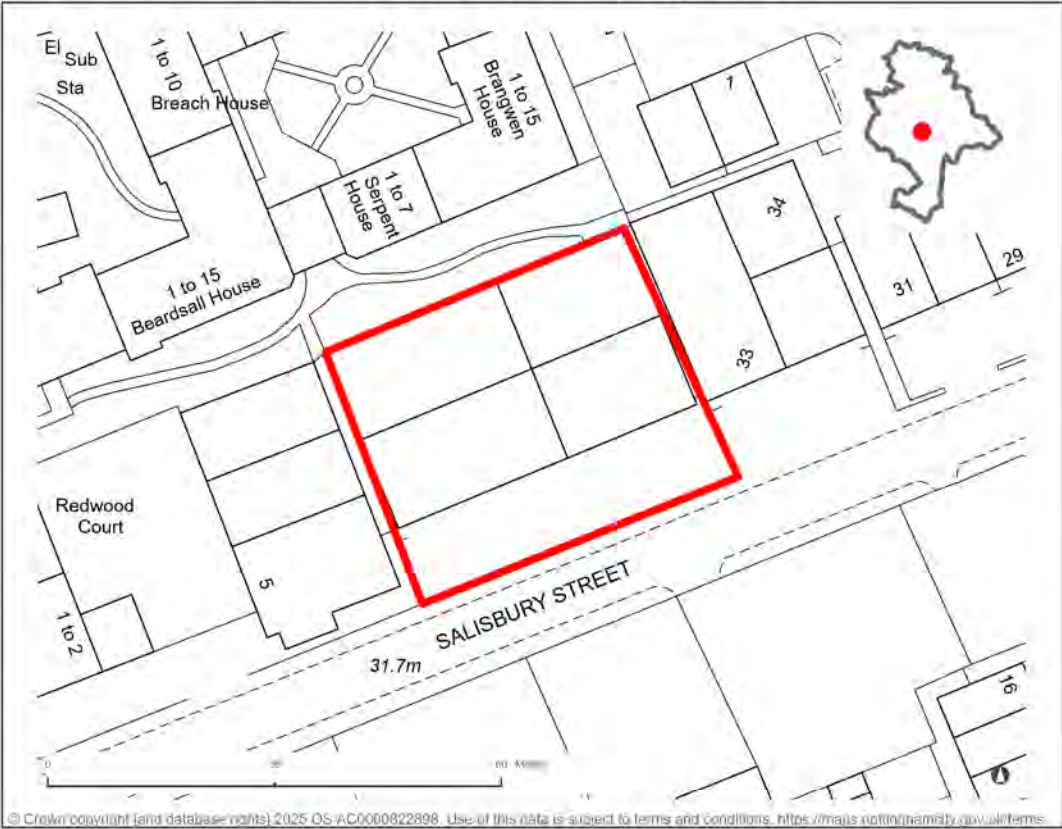 El
Sub
Sta
1 to 10
Breach House
1 to 15
Brangwen
House
1
1 to 7
Serpent
House
34
1 to 15
Beardsall House
31
29
33
Redwood
Court
5
1 to 2
SALISBURY STREET
31.7m
16
0
60
© Crown copyright (and database rights) 2025 OS AC0000822898. Use of this data is subject to terms and conditions.